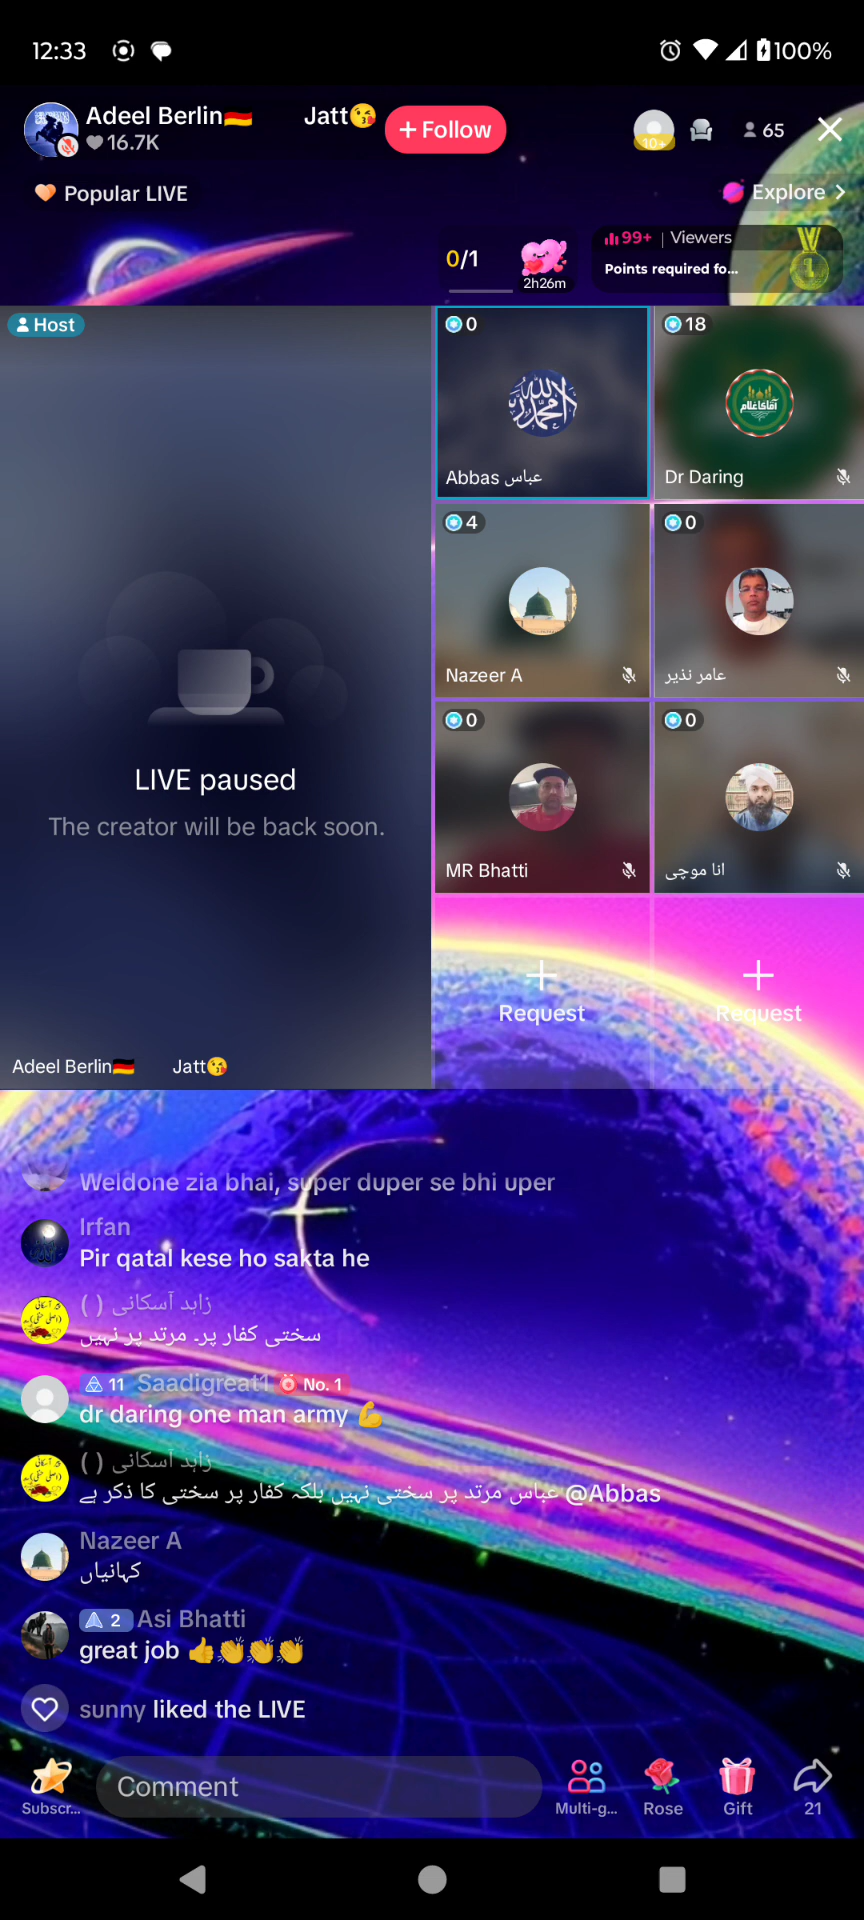 12:33
100%
Adeel Berlin🇩🇪 Jatt😘
16.7K
+ Follow
10+
65
Popular LIVE
Explore
0/1
2h26m
99+ | Viewers
Points required fo...
Host
0
18
آقا کا غلام
Abbas عباس
Dr Daring
4
0
Nazeer A
عامر نذیر
0
0
MR Bhatti
انا موچی
LIVE paused
The creator will be back soon.
Request
Request
Adeel Berlin🇩🇪 Jatt😘
Weldone zia bhai, super duper se bhi uper
Irfan
Pir qatal kese ho sakta he
زاہد آسکانی ( )
سختی کفار پر۔ مرتد پر نہیں
11 Saadigreat1 No. 1
dr daring one man army 💪
زاہد آسکانی ( )
@Abbas عباس مرتد پر سختی نہیں بلکہ کفار پر سختی کا ذکر ہے
Nazeer A
کہانیاں
2 Asi Bhatti
great job 👍👏👏👏
sunny liked the LIVE
Subscr...
Comment
Multi-g...
Rose
Gift
21